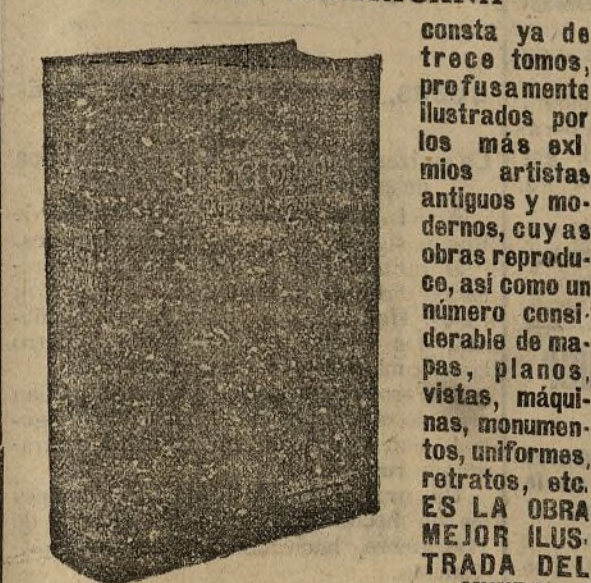 consta ya de
trece tomos,
profusamente
ilustrados por
los más exi
mios artistas
antiguos y mo-
dernos, cuyas
obras reprodu-
ce, así como un
número consi-
derable de ma-
pas, planos,
vistas, máqui-
nas, monumen-
tos, uniformes,
retratos, etc.
ES LA OBRA
MEJOR ILUS-
TRADA DEL